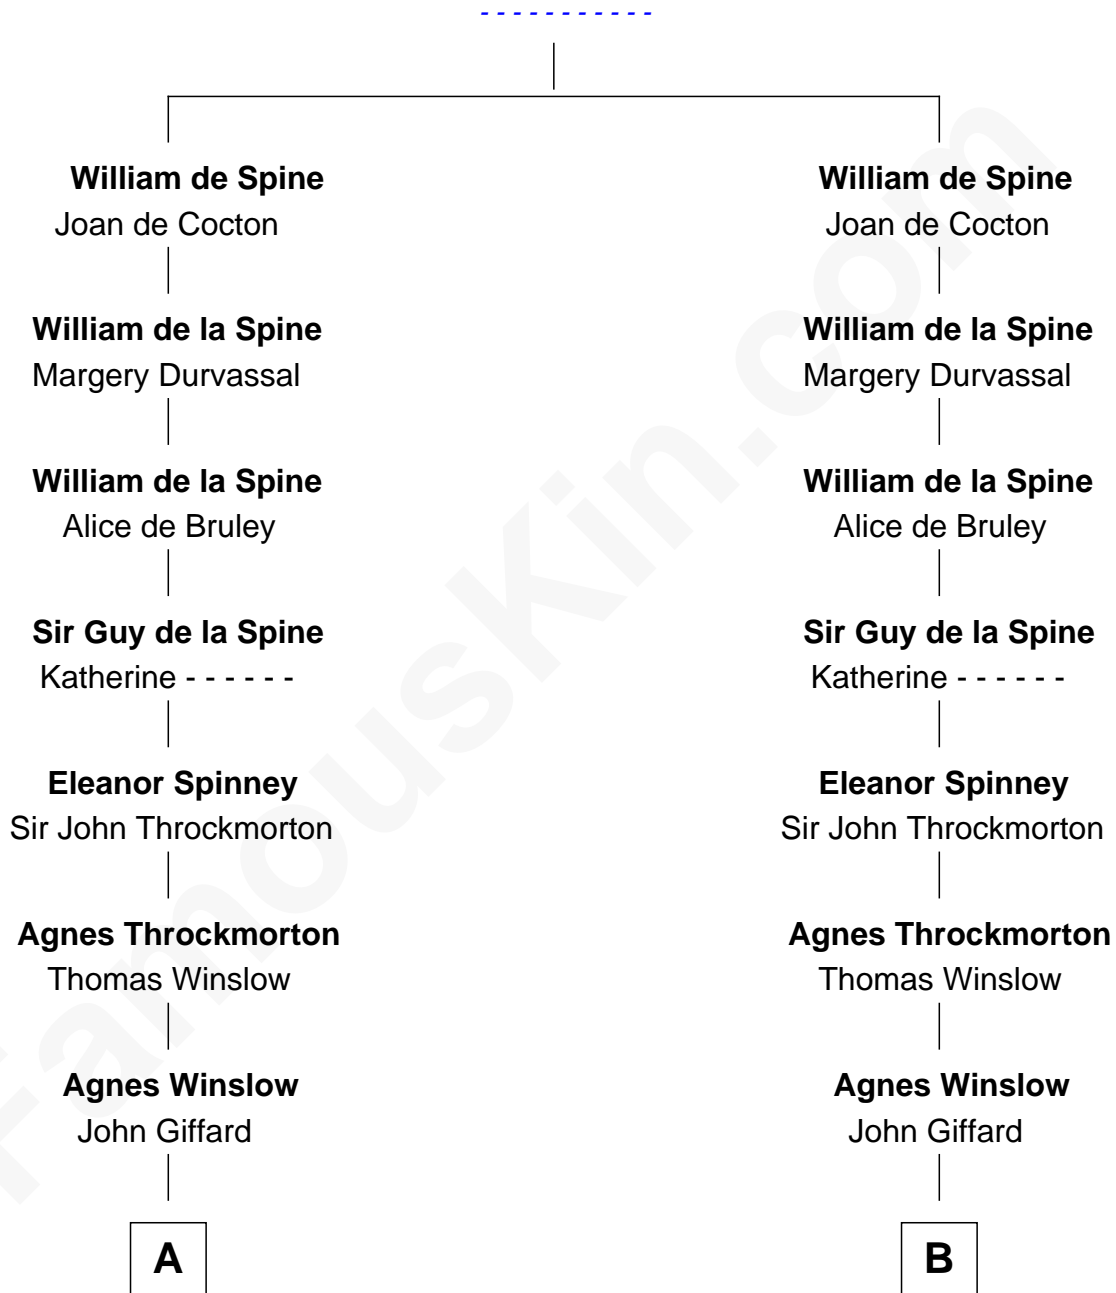 - - - - - - - - - - -
William de Spine William de Spine
Joan de Cocton Joan de Cocton
William de la Spine William de la Spine
Margery Durvassal Margery Durvassal
William de la Spine William de la Spine
Alice de Bruley Alice de Bruley
Sir Guy de la Spine Sir Guy de la Spine
Katherine - - - - - - Katherine - - - - - -
Eleanor Spinney Eleanor Spinney
Sir John Throckmorton Sir John Throckmorton
Agnes Throckmorton Agnes Throckmorton
Thomas Winslow Thomas Winslow
Agnes Winslow Agnes Winslow
John Giffard John Giffard
A B
FamousKin.com